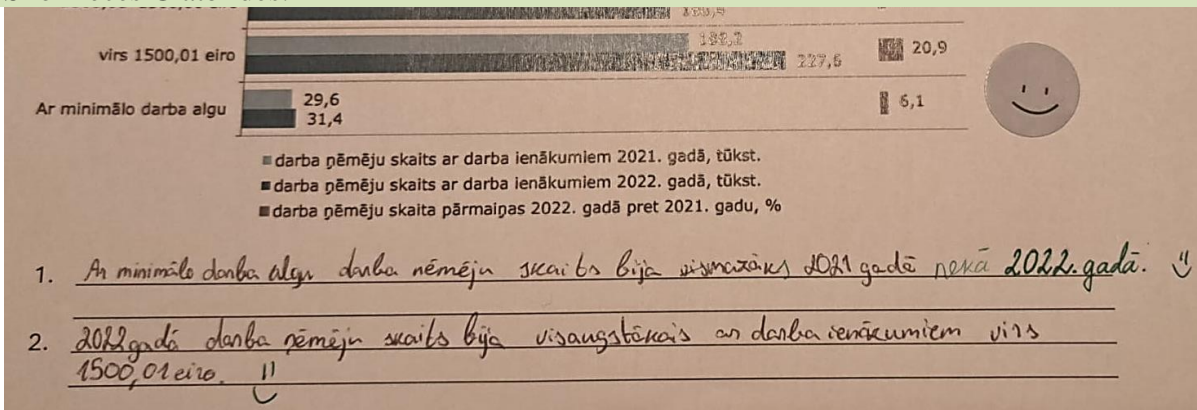 virs 1500,01 eiro
188,2
227,6
20,9
Ar minimālo darba algu
29,6
31,4
6,1
darba ņēmēju skaits ar darba ienākumiem 2021. gadā, tūkst.
darba ņēmēju skaits ar darba ienākumiem 2022. gadā, tūkst.
darba ņēmēju skaita pārmaiņas 2022. gadā pret 2021. gadu, %
1. Ar minimālo darba algu darba ņēmēju skaits bija vismazāks 2021 gadā nekā 2022. gadā.
2. 2022 gadā darba ņēmēju skaits bija visaugstākais ar darba ienākumiem virs
1500,01 eiro.